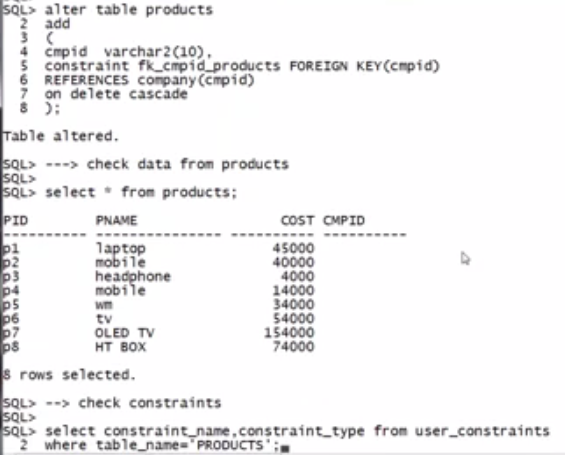 SQL> alter table products
  2  add
  3  (
  4  cmpid  varchar2(10),
  5  constraint fk_cmpid_products FOREIGN KEY(cmpid)
  6  REFERENCES company(cmpid)
  7  on delete cascade
  8  );
Table altered.
SQL> ---> check data from products
SQL>
SQL> select * from products;
PID        PNAME                      COST CMPID
---------- -------------------- ---------- ----------
p1         laptop                    45000
p2         mobile                    40000
p3         headphone                  4000
p4         mobile                    14000
p5         wm                        34000
p6         tv                        54000
p7         OLED TV                  154000
p8         HT BOX                    74000
8 rows selected.
SQL> --> check constraints
SQL>
SQL> select constraint_name,constraint_type from user_constraints
  2  where table_name='PRODUCTS';